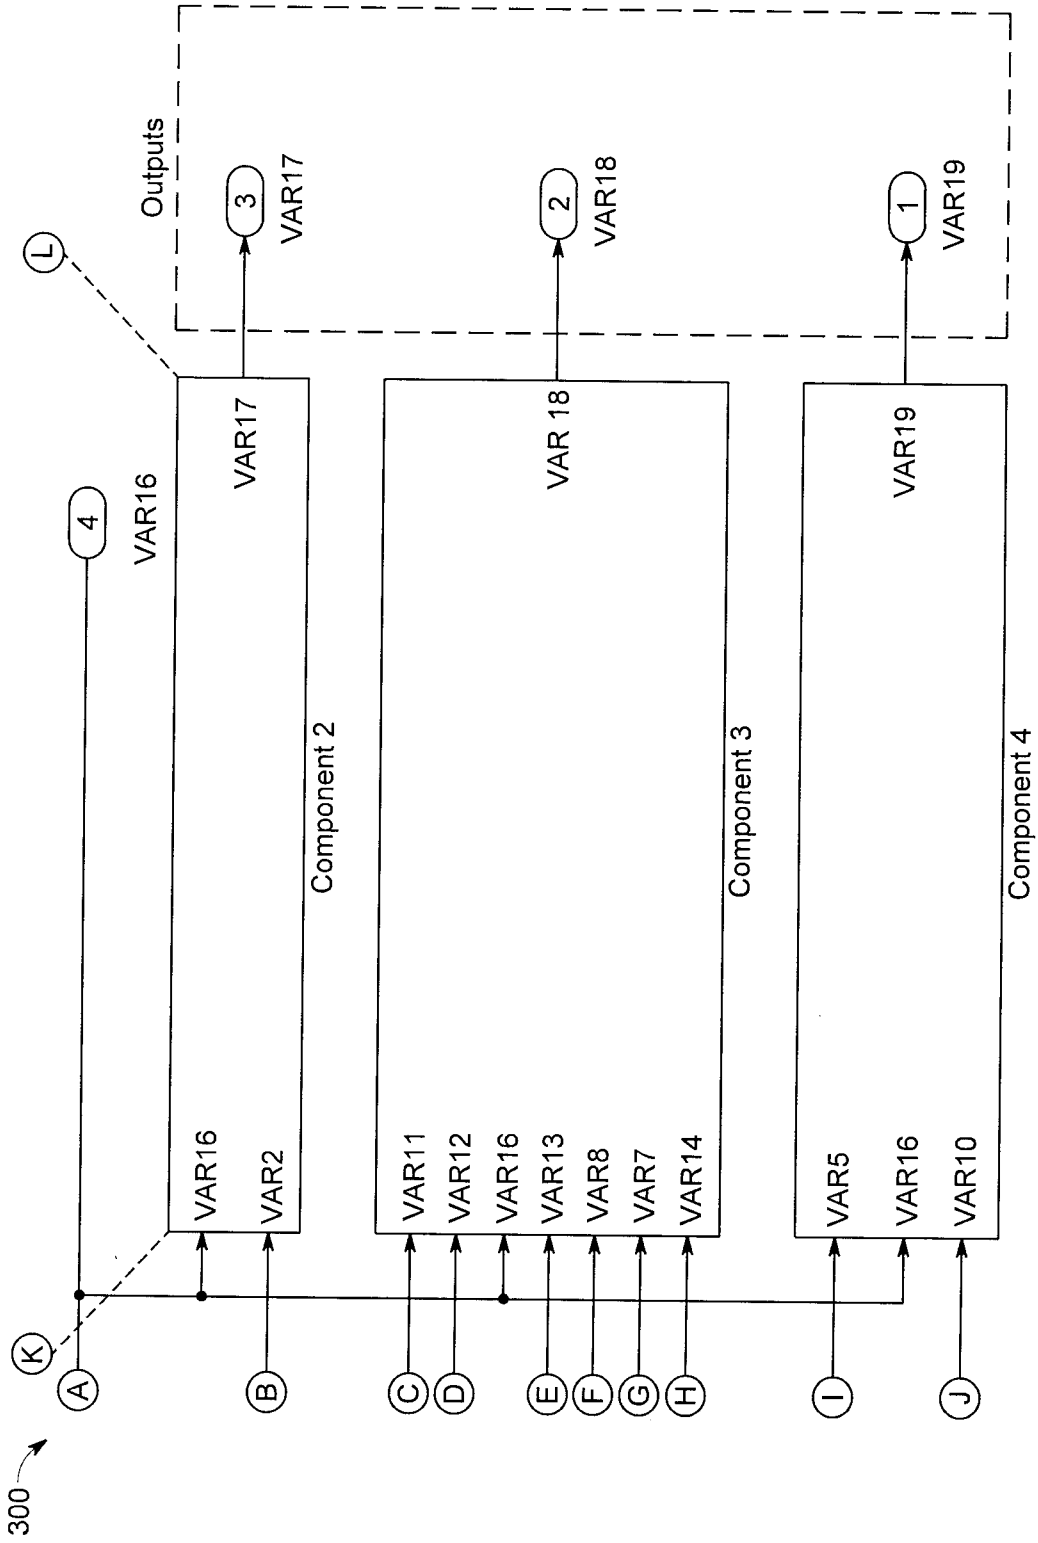 300
K
L
A
4
VAR16
Outputs
VAR16
VAR17
3
VAR17
B
VAR2
Component 2
C
VAR11
D
VAR12
VAR16
E
VAR13
VAR 18
2
VAR18
F
VAR8
G
VAR7
H
VAR14
Component 3
I
VAR5
VAR16
VAR19
1
VAR19
J
VAR10
Component 4